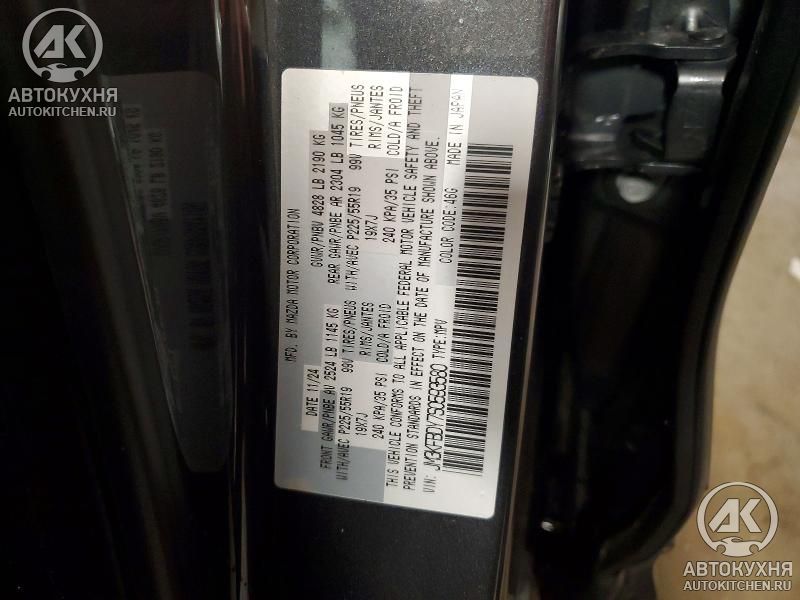 MFD. BY MAZDA MOTOR CORPORATION
DATE 11/24
GVWR/PNBV 4828 LB 2190 KG
FRONT GAWR/PNBE AV 2524 LB 1145 KG
REAR GAWR/PNBE AR 2304 LB 1045 KG
WITH/AVEC P225/55R19 99V TIRES/PNEUS
WITH/AVEC P225/55R19 99V TIRES/PNEUS
19X7J RIMS/JANTES
19X7J RIMS/JANTES
240 KPA/35 PSI COLD/A FROID
240 KPA/35 PSI COLD/A FROID
THIS VEHICLE CONFORMS TO ALL APPLICABLE FEDERAL MOTOR VEHICLE SAFETY AND THEFT
PREVENTION STANDARDS IN EFFECT ON THE DATE OF MANUFACTURE SHOWN ABOVE.
VIN: TYPE:MPV COLOR CODE:46G MADE IN JAPAN
АК
АВТОКУХНЯ
AUTOKITCHEN.RU
АК
АВТОКУХНЯ
AUTOKITCHEN.RU